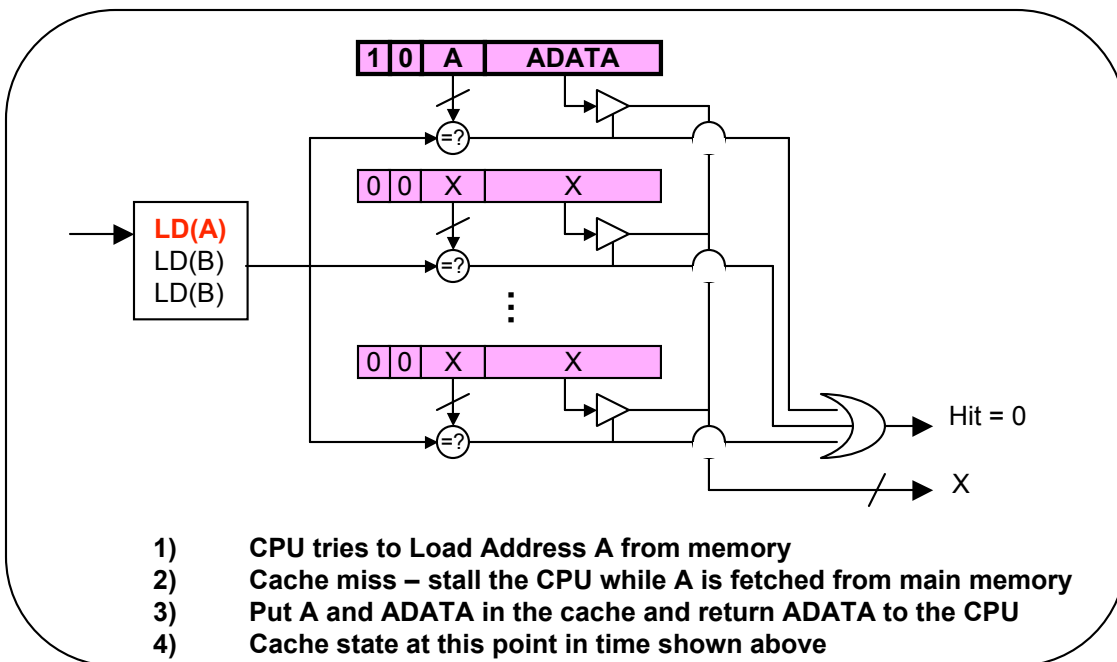 1 0 A ADATA
=?
0 0 X X
LD(A)
LD(B)
LD(B)
=?
⋮
0 0 X X
=?
Hit = 0
X
1) CPU tries to Load Address A from memory
2) Cache miss – stall the CPU while A is fetched from main memory
3) Put A and ADATA in the cache and return ADATA to the CPU
4) Cache state at this point in time shown above